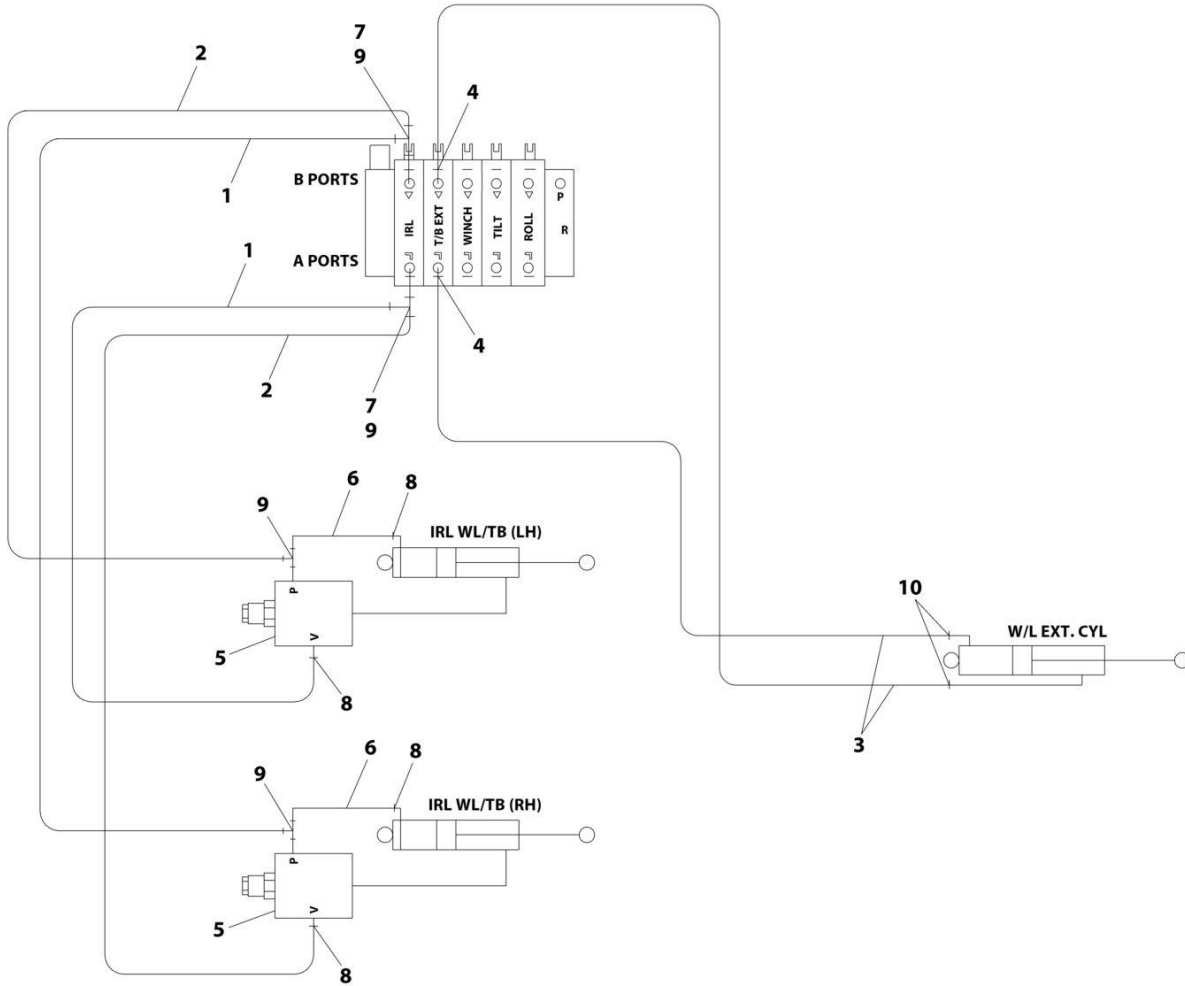 7
9
2
4
1
B PORTS
P
IRL
T/B EXT
WINCH
TILT
ROLL
R
A PORTS
1
4
2
7
9
6
8
9
IRL WL/TB (LH)
P
V
5
8
10
W/L EXT. CYL
3
6
8
9
IRL WL/TB (RH)
P
V
5
8